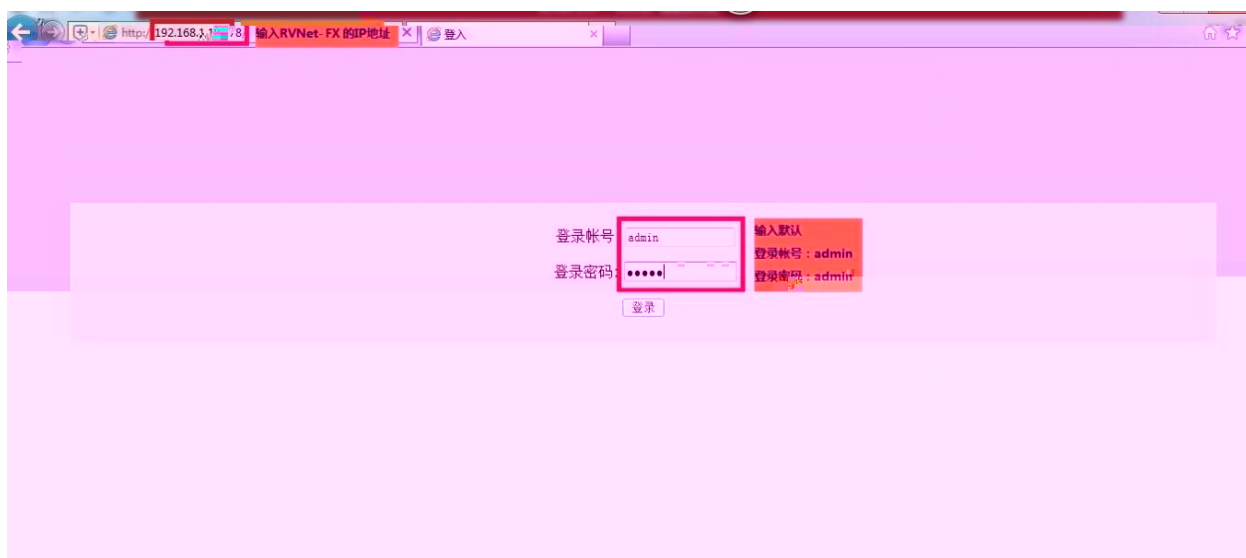 http:// 192.168.1. 输入RVNet-FX 的IP地址 登入
登录帐号 admin 输入默认
登录帐号：admin
登录密码: ••••• 登录密码：admin
登录